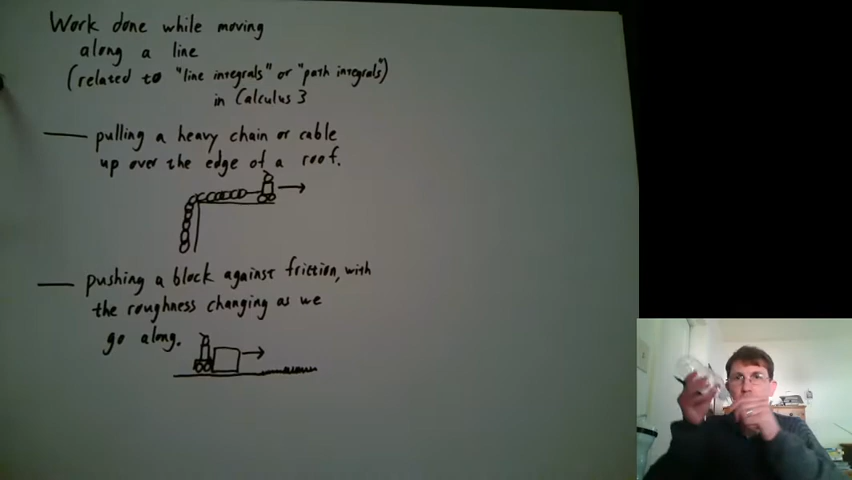 Work done while moving
along a line
(related to "line integrals" or "path integrals")
in Calculus 3
— pulling a heavy chain or cable
up over the edge of a roof.
— pushing a block against friction, with
the roughness changing as we
go along.